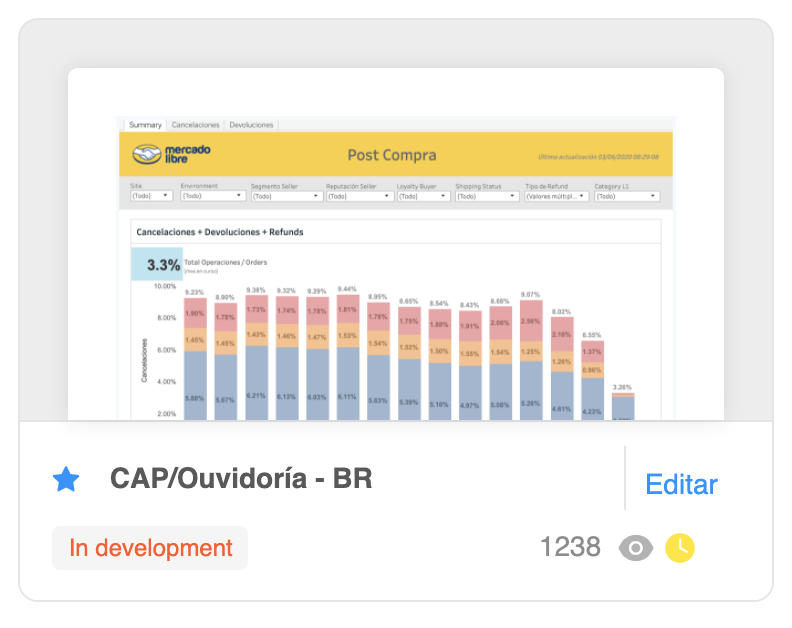 Summary Cancelaciones Devoluciones
mercado
libre
Post Compra
Ultima actualización 03/06/2020 08:29:08
Site Environment Segmento Seller Reputación Seller Loyalty Buyer Shipping Status Tipo de Refund Category L1
(Todo) (Todo) (Todo) (Todo) (Todo) (Todo) (Valores múltipl... (Todo)
Cancelaciones + Devoluciones + Refunds
3.3% Total Operaciones / Orders
(mes en curso)
10.00%
8.00%
6.00%
4.00%
2.00%
Cancelaciones
9.23% 8.90% 9.38% 9.32% 9.29% 9.44% 8.95% 8.65% 8.54% 8.43% 8.68% 9.07% 8.02% 6.55% 3.26%
1.90% 1.78% 1.73% 1.74% 1.78% 1.81% 1.78% 1.75% 1.88% 1.91% 2.06% 2.56% 2.16% 1.37%
1.45% 1.45% 1.43% 1.46% 1.47% 1.53% 1.54% 1.52% 1.50% 1.55% 1.54% 1.25% 1.26% 0.96%
5.88% 5.67% 6.21% 6.13% 6.03% 6.11% 5.63% 5.39% 5.16% 4.97% 5.08% 5.26% 4.61% 4.23%
CAP/Ouvidoría - BR
Editar
In development
1238